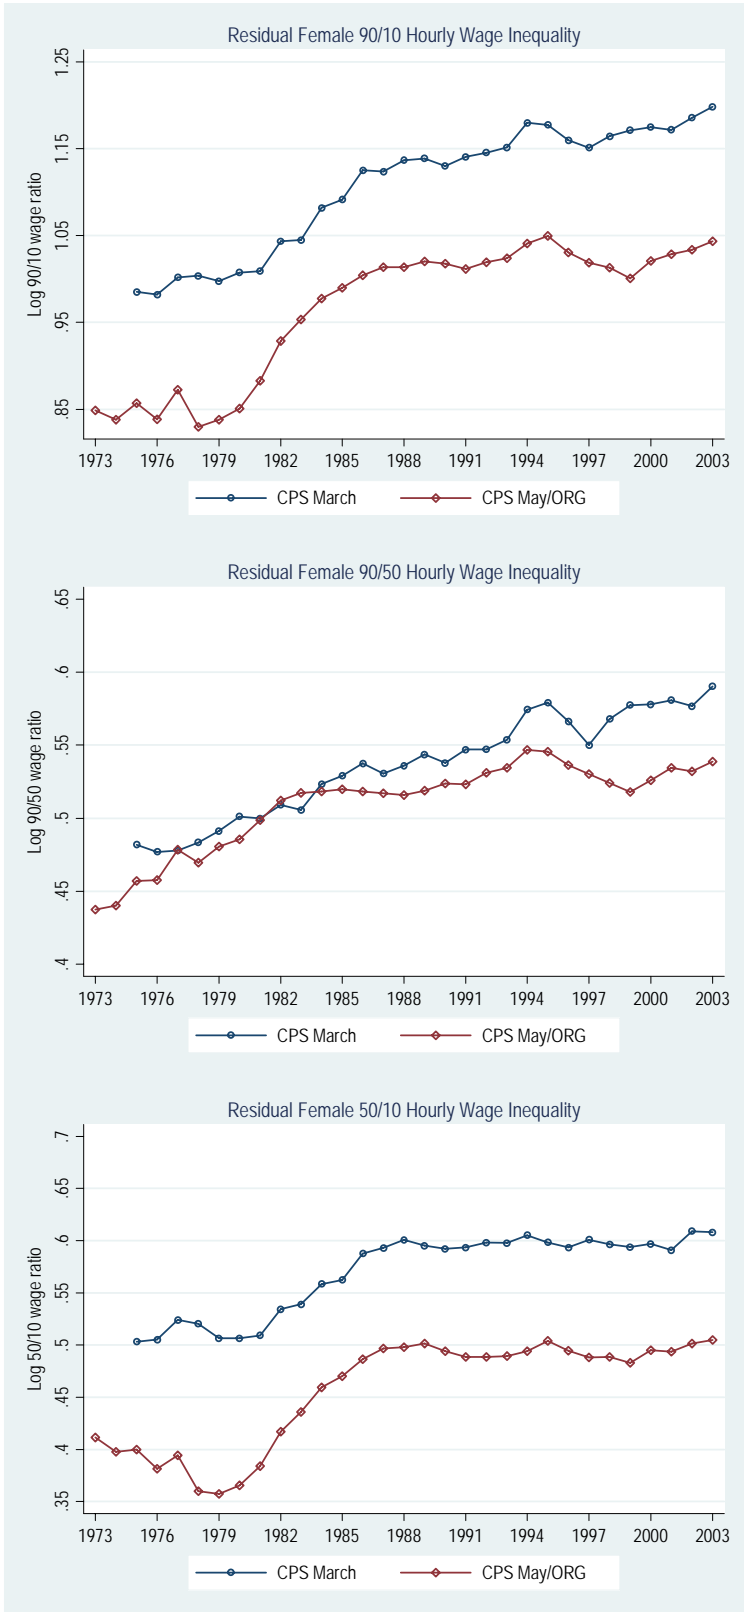 Residual Female 90/10 Hourly Wage Inequality
Log 90/10 wage ratio
1.25
1.15
1.05
.95
.85
1973 1976 1979 1982 1985 1988 1991 1994 1997 2000 2003
CPS March CPS May/ORG
Residual Female 90/50 Hourly Wage Inequality
Log 90/50 wage ratio
.65
.6
.55
.5
.45
.4
1973 1976 1979 1982 1985 1988 1991 1994 1997 2000 2003
CPS March CPS May/ORG
Residual Female 50/10 Hourly Wage Inequality
Log 50/10 wage ratio
.7
.65
.6
.55
.5
.45
.4
.35
1973 1976 1979 1982 1985 1988 1991 1994 1997 2000 2003
CPS March CPS May/ORG